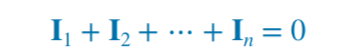 I₁ + I₂ + ⋯ + Iₙ = 0